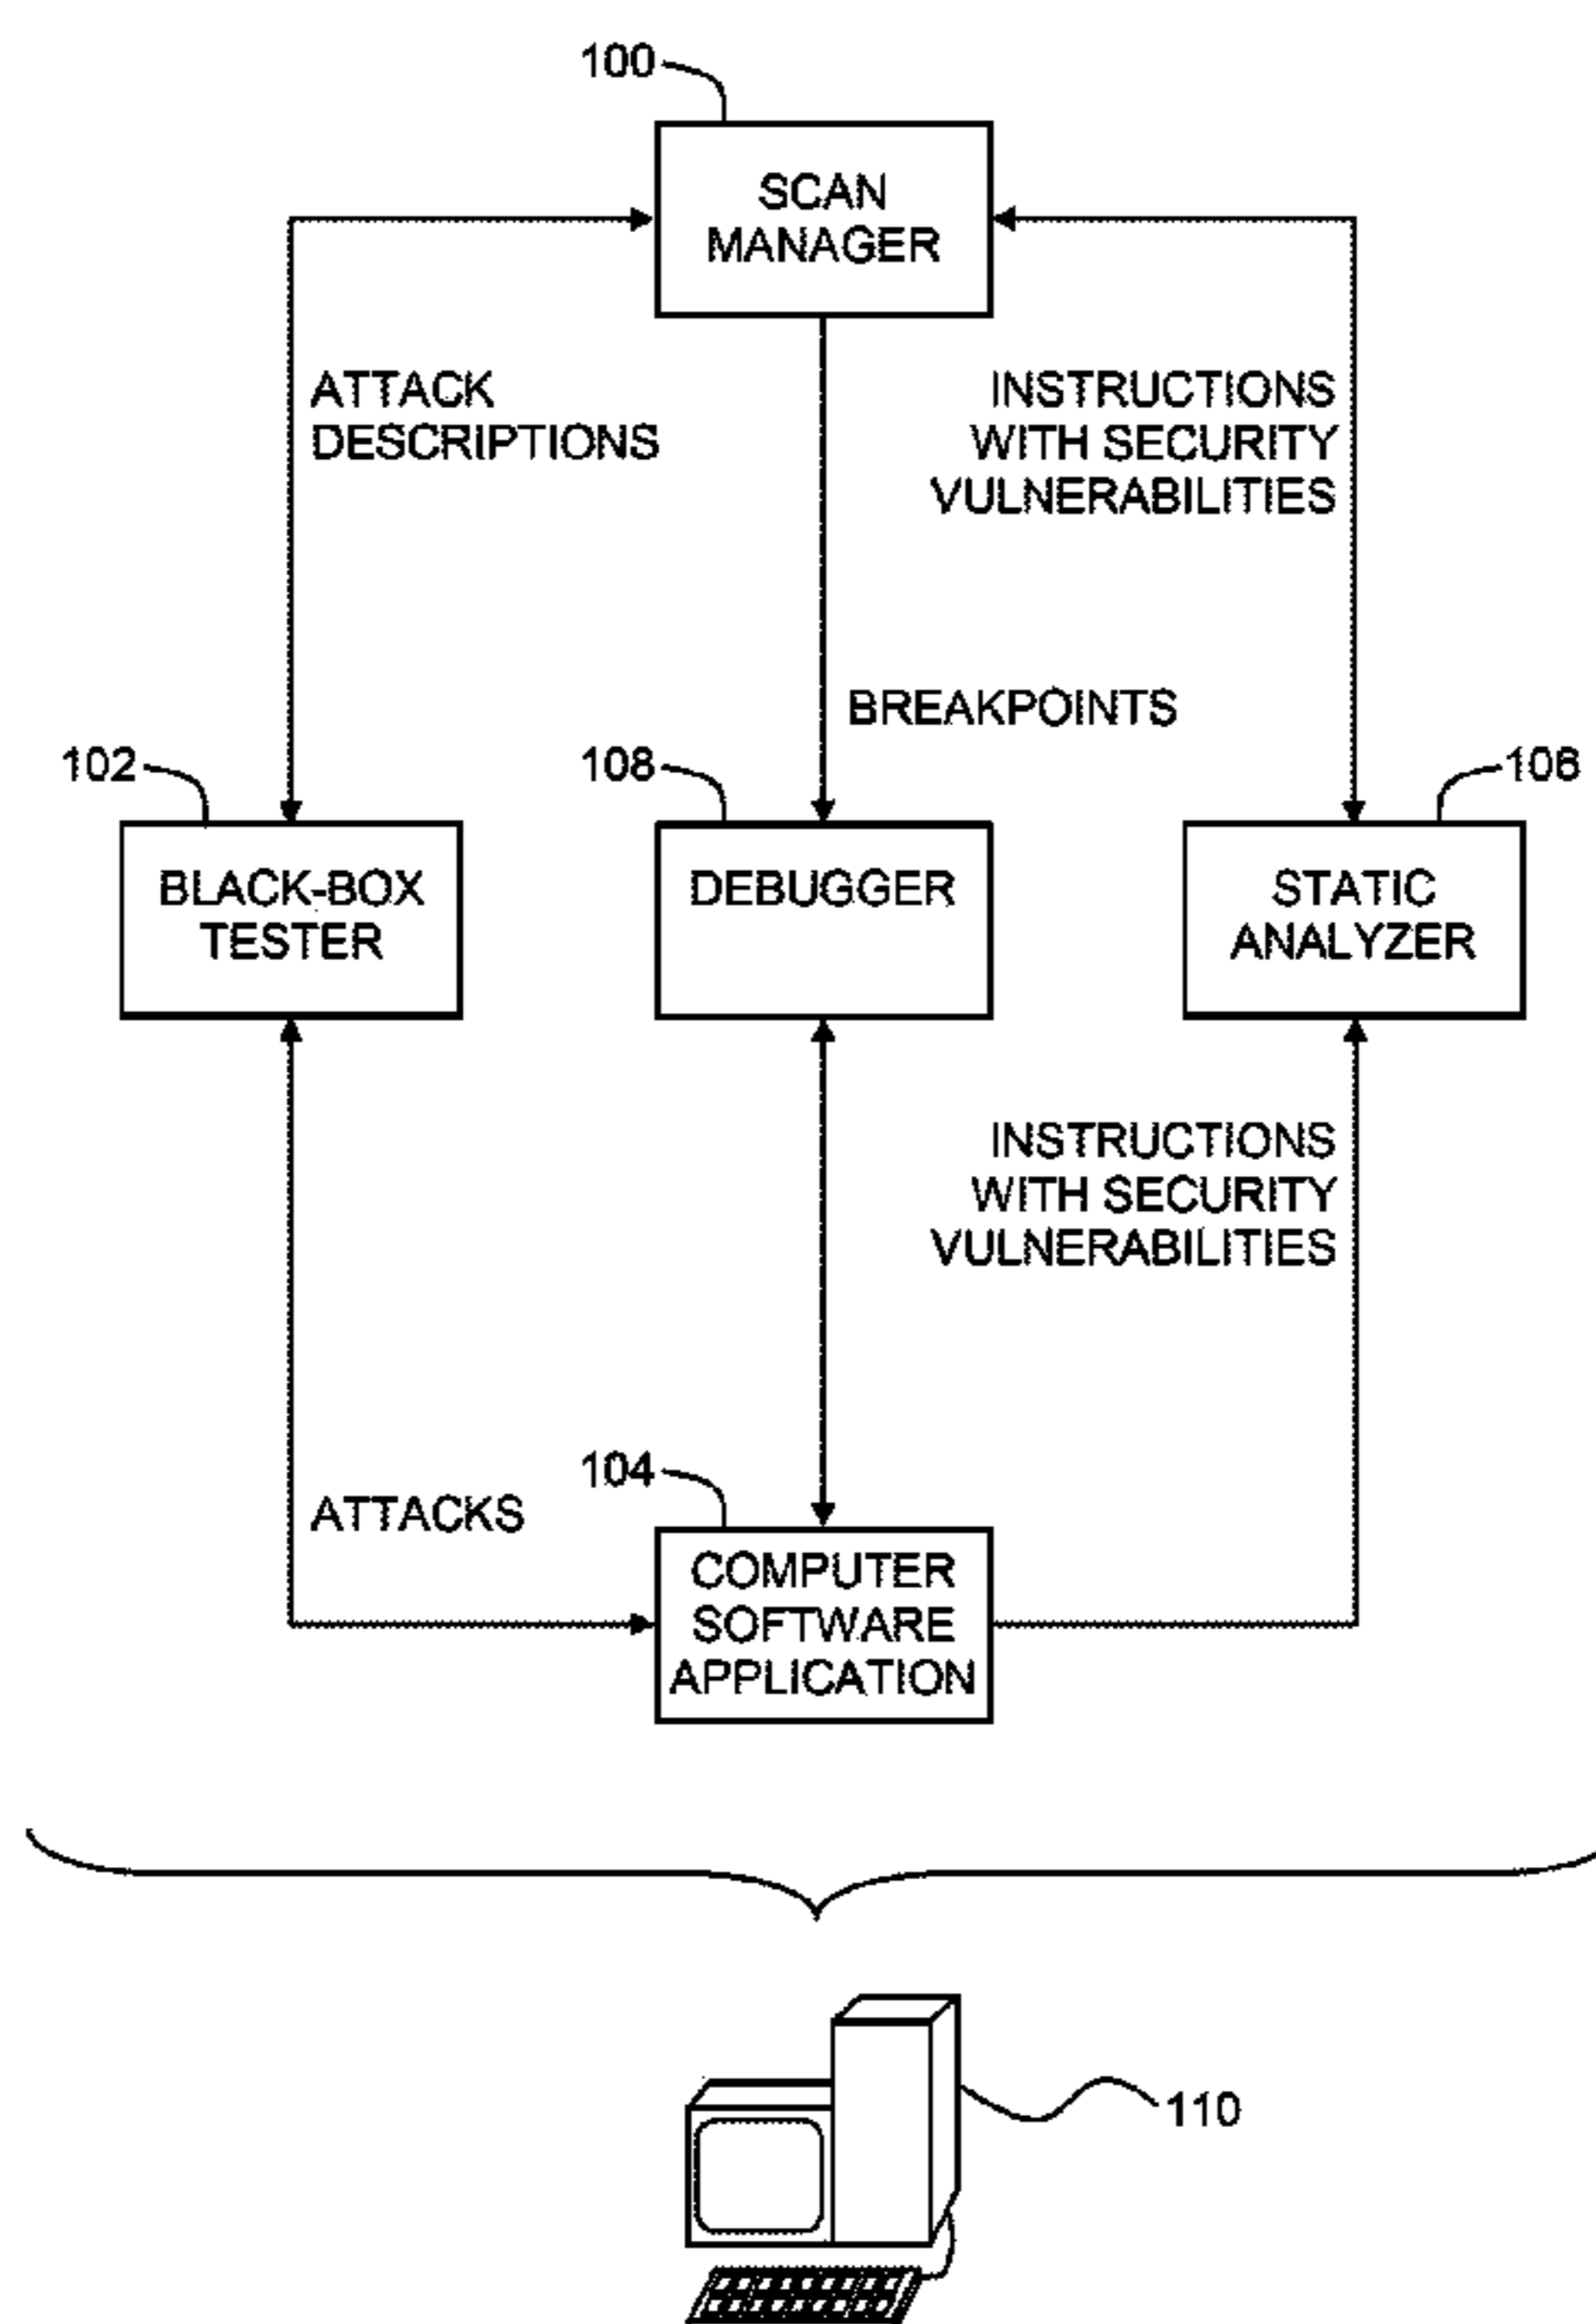 100
SCAN
MANAGER
ATTACK
DESCRIPTIONS
INSTRUCTIONS
WITH SECURITY
VULNERABILITIES
BREAKPOINTS
102
108
106
BLACK-BOX
TESTER
DEBUGGER
STATIC
ANALYZER
INSTRUCTIONS
WITH SECURITY
VULNERABILITIES
104
ATTACKS
COMPUTER
SOFTWARE
APPLICATION
110